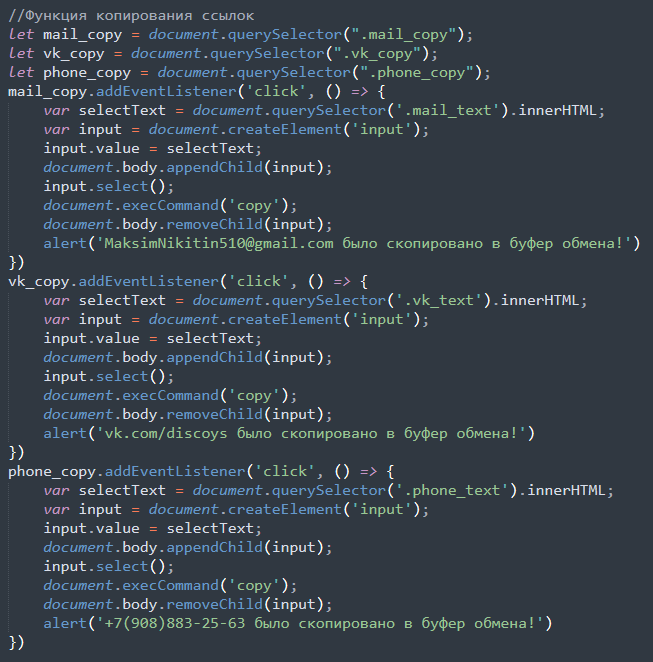 //Функция копирования ссылок
let mail_copy = document.querySelector(".mail_copy");
let vk_copy = document.querySelector(".vk_copy");
let phone_copy = document.querySelector(".phone_copy");
mail_copy.addEventListener('click', () => {
    var selectText = document.querySelector('.mail_text').innerHTML;
    var input = document.createElement('input');
    input.value = selectText;
    document.body.appendChild(input);
    input.select();
    document.execCommand('copy');
    document.body.removeChild(input);
    alert('MaksimNikitin510@gmail.com было скопировано в буфер обмена!')
})
vk_copy.addEventListener('click', () => {
    var selectText = document.querySelector('.vk_text').innerHTML;
    var input = document.createElement('input');
    input.value = selectText;
    document.body.appendChild(input);
    input.select();
    document.execCommand('copy');
    document.body.removeChild(input);
    alert('vk.com/discoys было скопировано в буфер обмена!')
})
phone_copy.addEventListener('click', () => {
    var selectText = document.querySelector('.phone_text').innerHTML;
    var input = document.createElement('input');
    input.value = selectText;
    document.body.appendChild(input);
    input.select();
    document.execCommand('copy');
    document.body.removeChild(input);
    alert('+7(908)883-25-63 было скопировано в буфер обмена!')
})